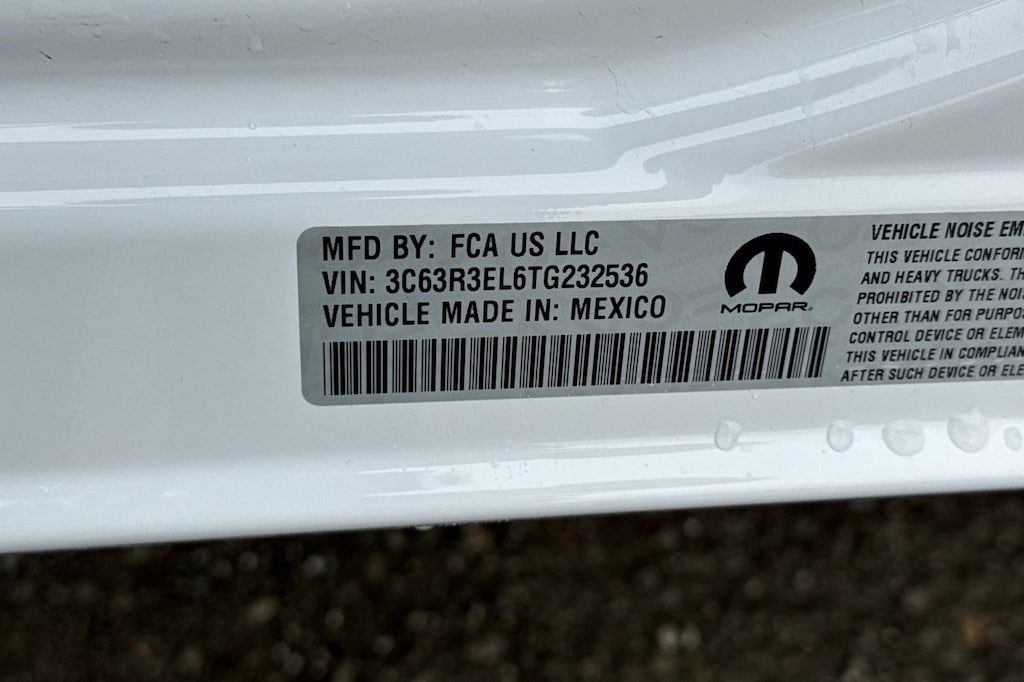 MFD BY: FCA US LLC
VIN: 3C63R3EL6TG232536
VEHICLE MADE IN: MEXICO
MOPAR
VEHICLE NOISE EM
THIS VEHICLE CONFOR
AND HEAVY TRUCKS. TH
PROHIBITED BY THE NOI
OTHER THAN FOR PURPO
CONTROL DEVICE OR ELEM
THIS VEHICLE IN COMPLIAN
AFTER SUCH DEVICE OR ELE